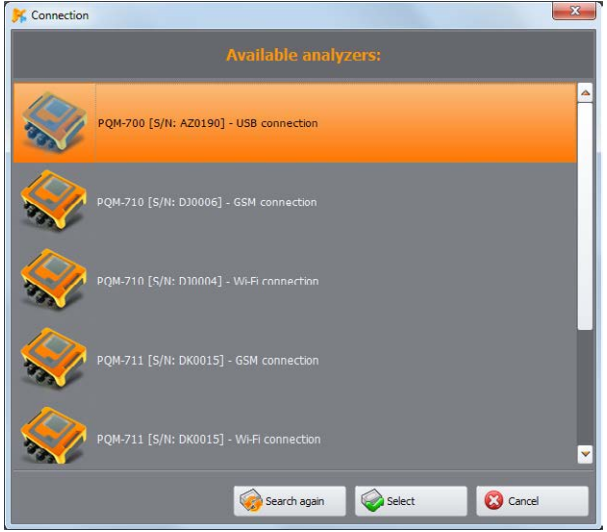 Connection
Available analyzers:
PQM-700 [S/N: AZ0190] - USB connection
PQM-710 [S/N: DJ0006] - GSM connection
PQM-710 [S/N: DJ0004] - Wi-Fi connection
PQM-711 [S/N: DK0015] - GSM connection
PQM-711 [S/N: DK0015] - Wi-Fi connection
Search again
Select
Cancel